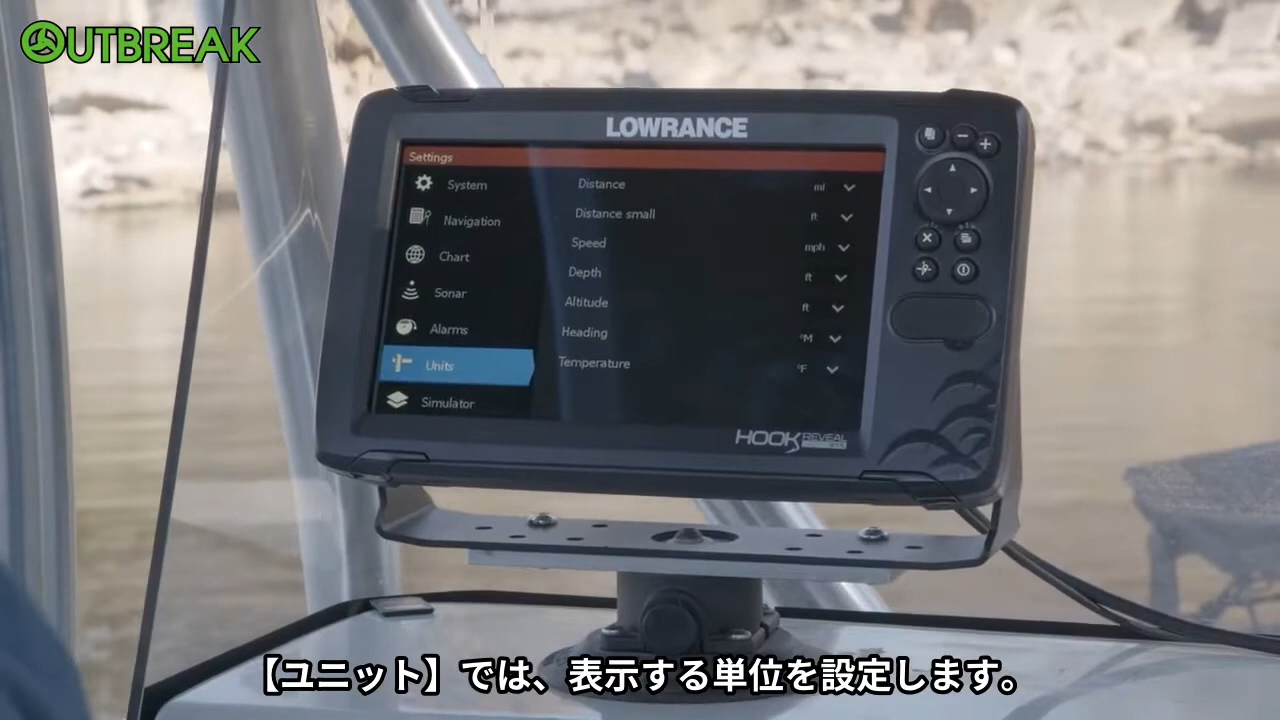 OUTBREAK
LOWRANCE
Settings
System
Navigation
Chart
Sonar
Alarms
Units
Simulator
Distance mi
Distance small ft
Speed mph
Depth ft
Altitude ft
Heading °M
Temperature °F
HOOK REVEAL
【ユニット】では、表示する単位を設定します。